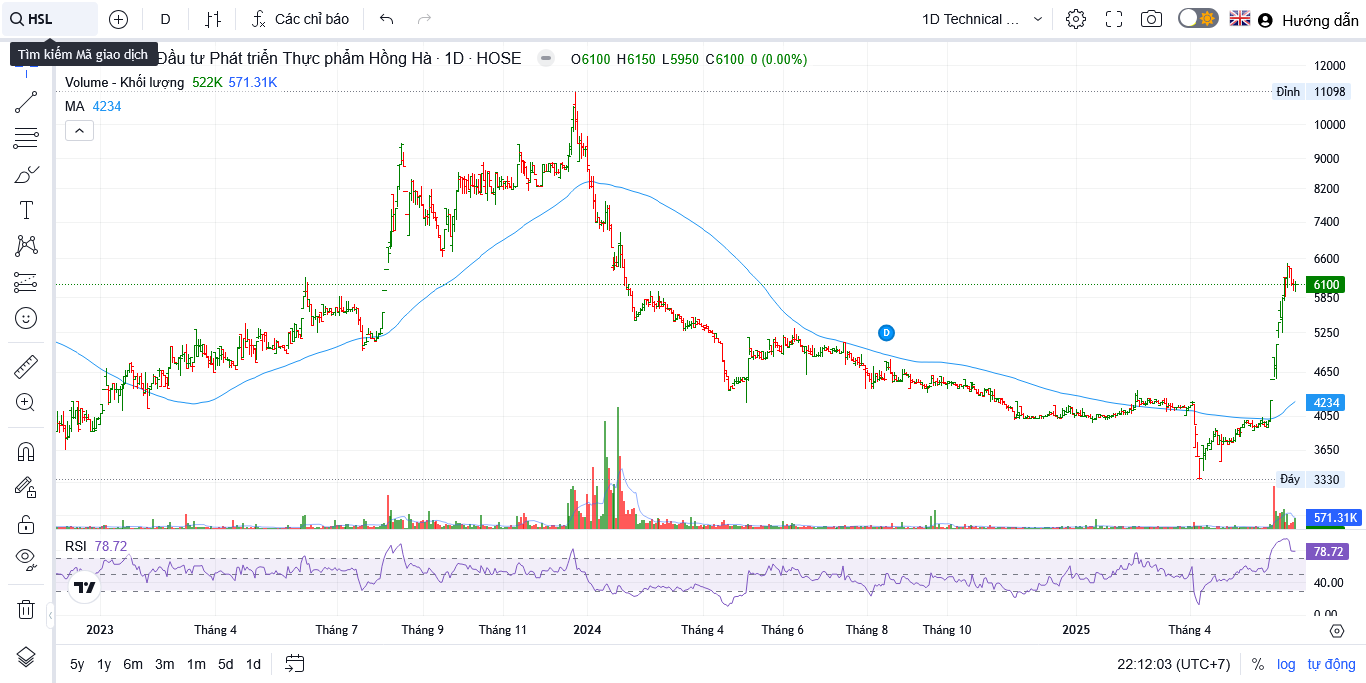 HSL
D
Các chỉ báo
1D Technical ...
Hướng dẫn
Tìm kiếm Mã giao dịch
Đầu tư Phát triển Thực phẩm Hồng Hà · 1D · HOSE
O6100 H6150 L5950 C6100 0 (0.00%)
Volume - Khối lượng 522K 571.31K
MA 4234
12000
Đỉnh 11098
10000
9000
8200
7400
6600
6100
5850
D
5250
4650
4234
4050
3650
Đáy 3330
571.31K
RSI 78.72
78.72
40.00
0.00
2023 Tháng 4 Tháng 7 Tháng 9 Tháng 11 2024 Tháng 4 Tháng 6 Tháng 8 Tháng 10 2025 Tháng 4
5y 1y 6m 3m 1m 5d 1d
22:12:03 (UTC+7) % log tự động